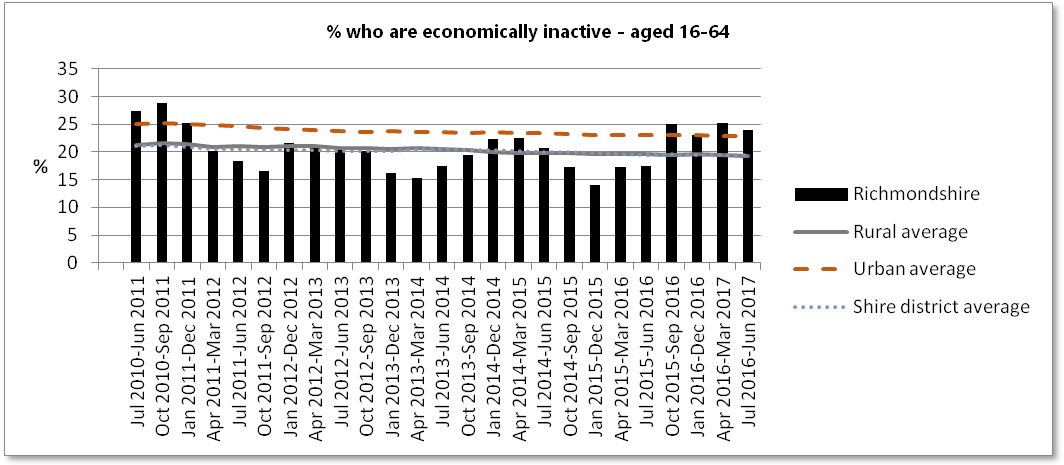 % who are economically inactive - aged 16-64
35
30
25
20
15
10
5
0
%
Jul 2010-Jun 2011
Oct 2010-Sep 2011
Jan 2011-Dec 2011
Apr 2011-Mar 2012
Jul 2011-Jun 2012
Oct 2011-Sep 2012
Jan 2012-Dec 2012
Apr 2012-Mar 2013
Jul 2012-Jun 2013
Oct 2012-Sep 2013
Jan 2013-Dec 2013
Apr 2013-Mar 2014
Jul 2013-Jun 2014
Oct 2013-Sep 2014
Jan 2014-Dec 2014
Apr 2014-Mar 2015
Jul 2014-Jun 2015
Oct 2014-Sep 2015
Jan 2015-Dec 2015
Apr 2015-Mar 2016
Jul 2015-Jun 2016
Oct 2015-Sep 2016
Jan 2016-Dec 2016
Apr 2016-Mar 2017
Jul 2016-Jun 2017
Richmondshire
Rural average
Urban average
Shire district average